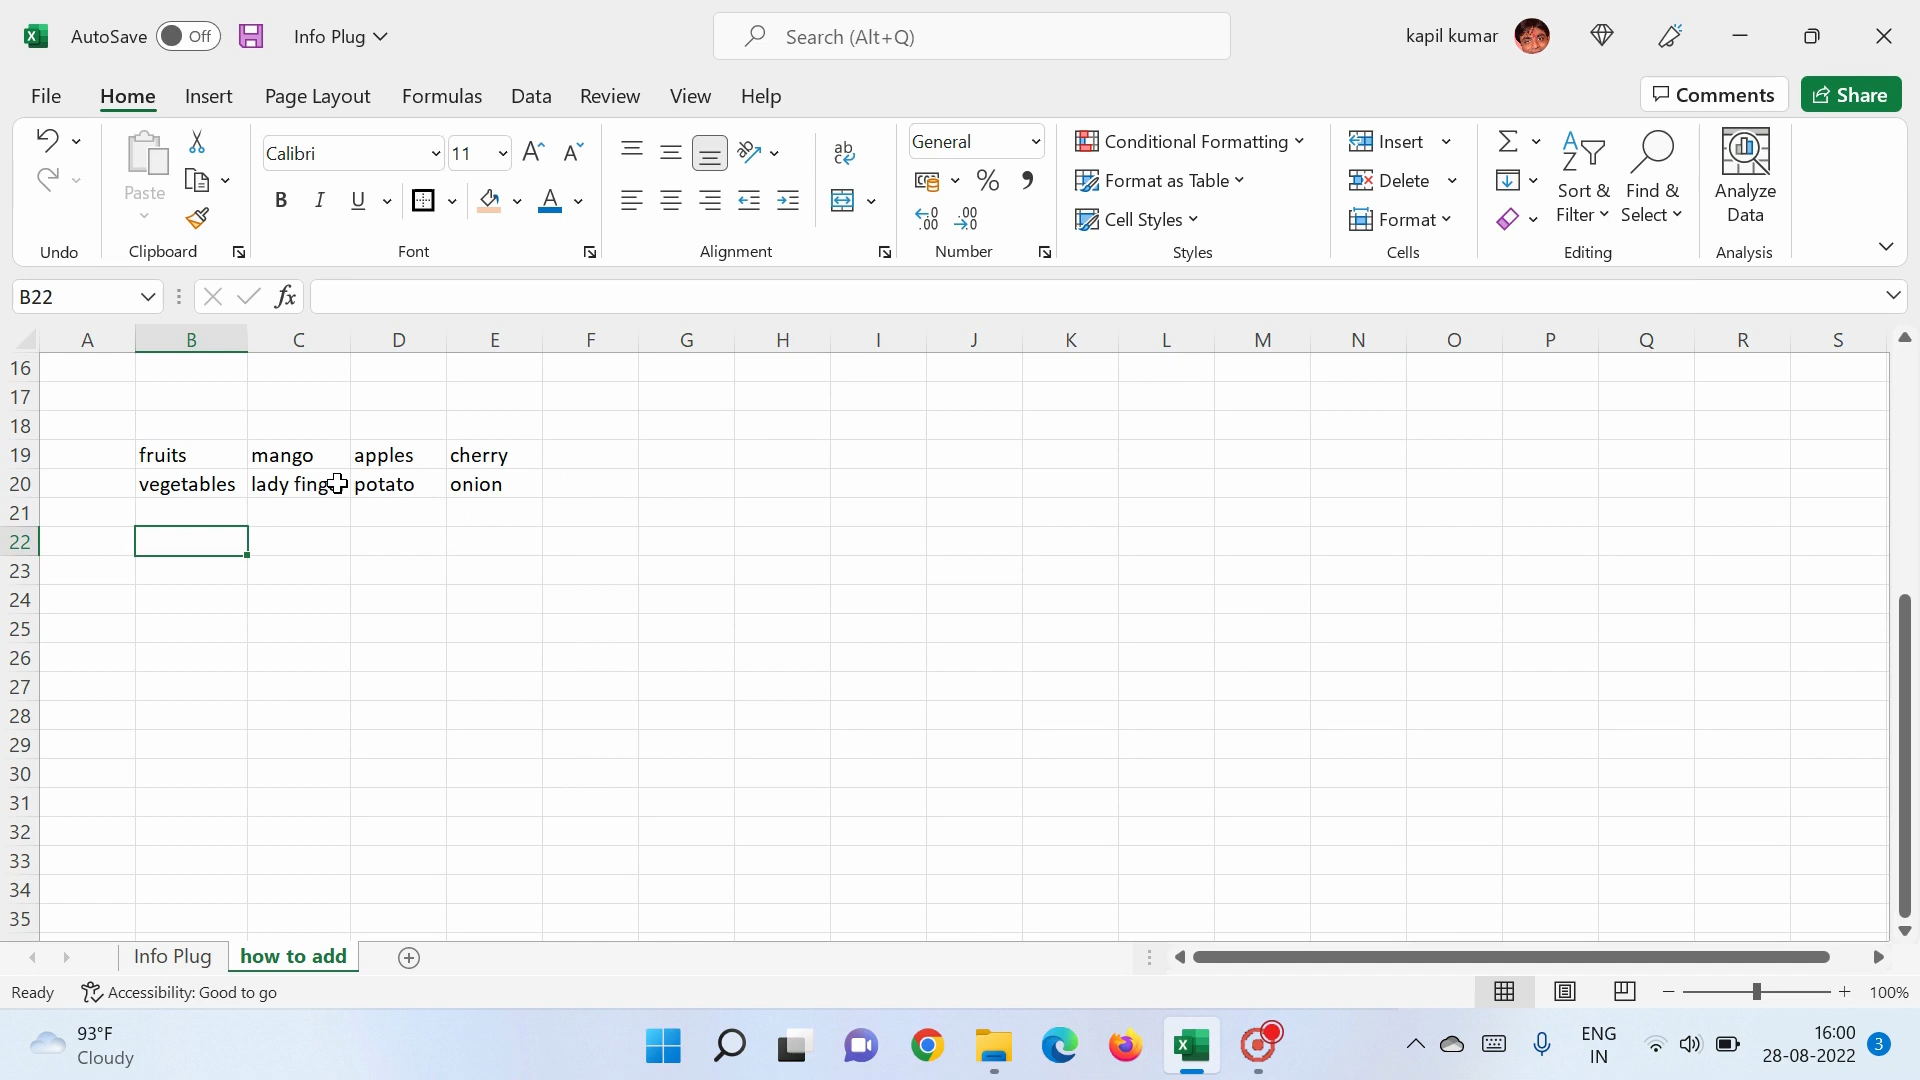 AutoSave Off Info Plug Search (Alt+Q) kapil kumar
File Home Insert Page Layout Formulas Data Review View Help Comments Share
Paste Calibri 11 B I U A ab c General % , Conditional Formatting Format as Table Cell Styles Insert Delete Format Sort & Filter Find & Select Analyze Data
Undo Clipboard Font Alignment Number Styles Cells Editing Analysis
B22 fx
A B C D E F G H I J K L M N O P Q R S
16
17
18
19 fruits mango apples cherry
20 vegetables lady fing potato onion
21
22
23
24
25
26
27
28
29
30
31
32
33
34
35
Info Plug how to add
Ready Accessibility: Good to go 100%
93°F ENG 16:00
Cloudy IN 28-08-2022 3